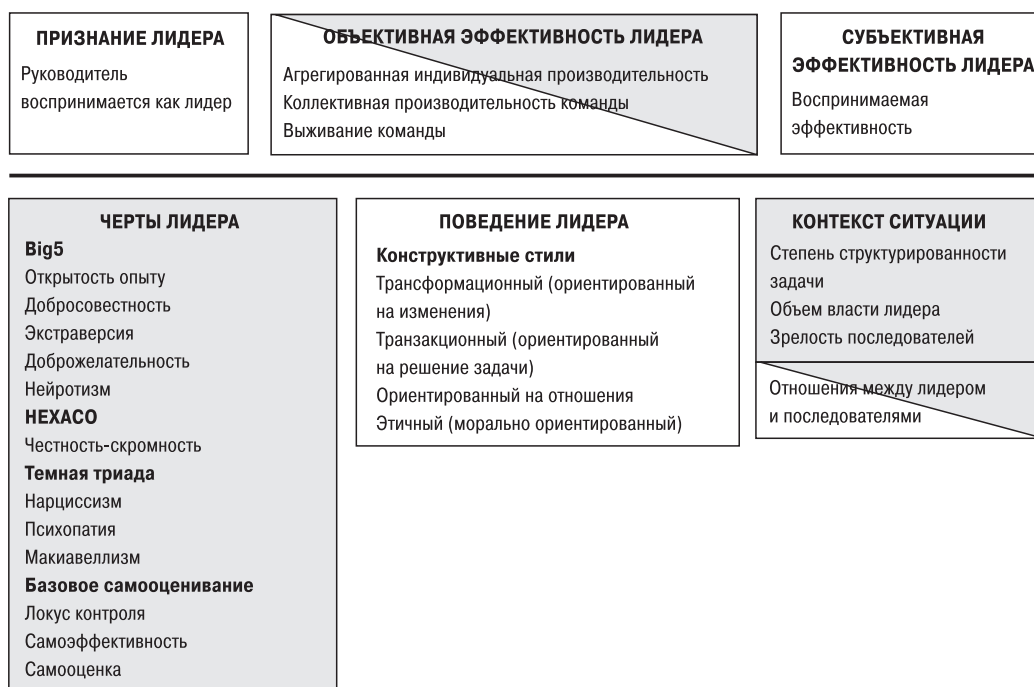 ПРИЗНАНИЕ ЛИДЕРА
Руководитель
воспринимается как лидер
ОБЪЕКТИВНАЯ ЭФФЕКТИВНОСТЬ ЛИДЕРА
Агрегированная индивидуальная производительность
Коллективная производительность команды
Выживание команды
СУБЪЕКТИВНАЯ
ЭФФЕКТИВНОСТЬ ЛИДЕРА
Воспринимаемая
эффективность
ЧЕРТЫ ЛИДЕРА
Big5
Открытость опыту
Добросовестность
Экстраверсия
Доброжелательность
Нейротизм
HEXACO
Честность-скромность
Темная триада
Нарциссизм
Психопатия
Макиавеллизм
Базовое самооценивание
Локус контроля
Самоэффективность
Самооценка
ПОВЕДЕНИЕ ЛИДЕРА
Конструктивные стили
Трансформационный (ориентированный
на изменения)
Транзакционный (ориентированный
на решение задачи)
Ориентированный на отношения
Этичный (морально ориентированный)
КОНТЕКСТ СИТУАЦИИ
Степень структурированности
задачи
Объем власти лидера
Зрелость последователей
Отношения между лидером
и последователями